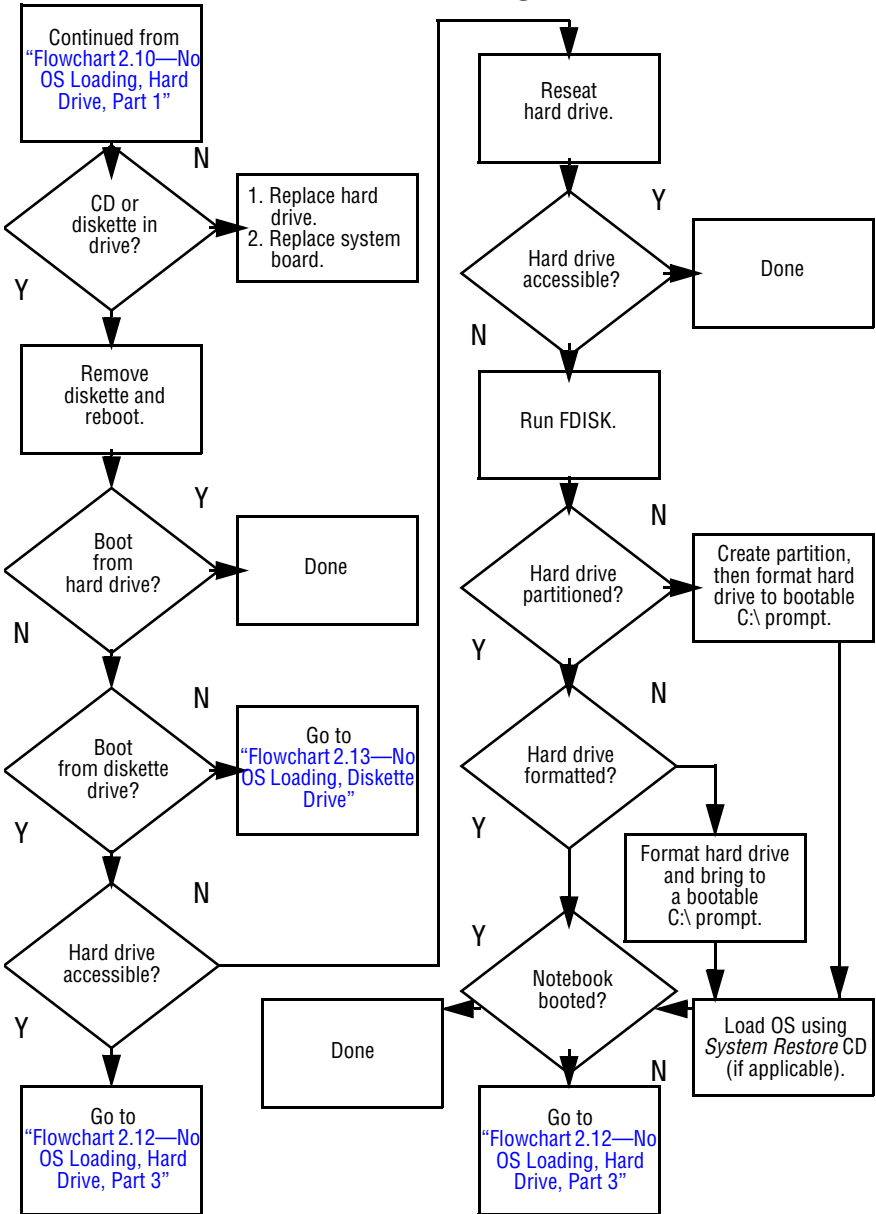 Continued from
"Flowchart 2.10—No
OS Loading, Hard
Drive, Part 1"
N
CD or
diskette in
drive?
1. Replace hard
drive.
2. Replace system
board.
Y
Remove
diskette and
reboot.
Y
Boot
from
hard drive?
Done
N
N
Boot
from diskette
drive?
Go to
"Flowchart 2.13—No
OS Loading, Diskette
Drive"
Y
N
Hard drive
accessible?
Y
Go to
"Flowchart 2.12—No
OS Loading, Hard
Drive, Part 3"
Reseat
hard drive.
Y
Hard drive
accessible?
Done
N
Run FDISK.
N
Hard drive
partitioned?
Create partition,
then format hard
drive to bootable
C:\ prompt.
Y
N
Hard drive
formatted?
Y
Format hard drive
and bring to
a bootable
C:\ prompt.
Y
Notebook
booted?
Done
Load OS using
System Restore CD
(if applicable).
N
Go to
"Flowchart 2.12—No
OS Loading, Hard
Drive, Part 3"